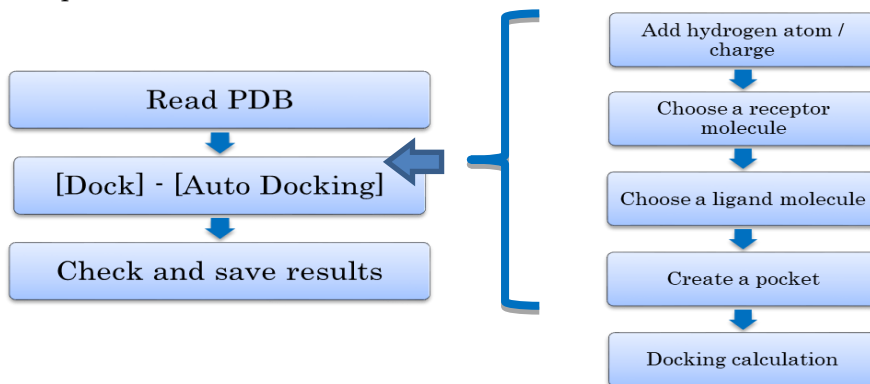 Read PDB
[Dock] - [Auto Docking]
Check and save results
Add hydrogen atom /
charge
Choose a receptor
molecule
Choose a ligand molecule
Create a pocket
Docking calculation